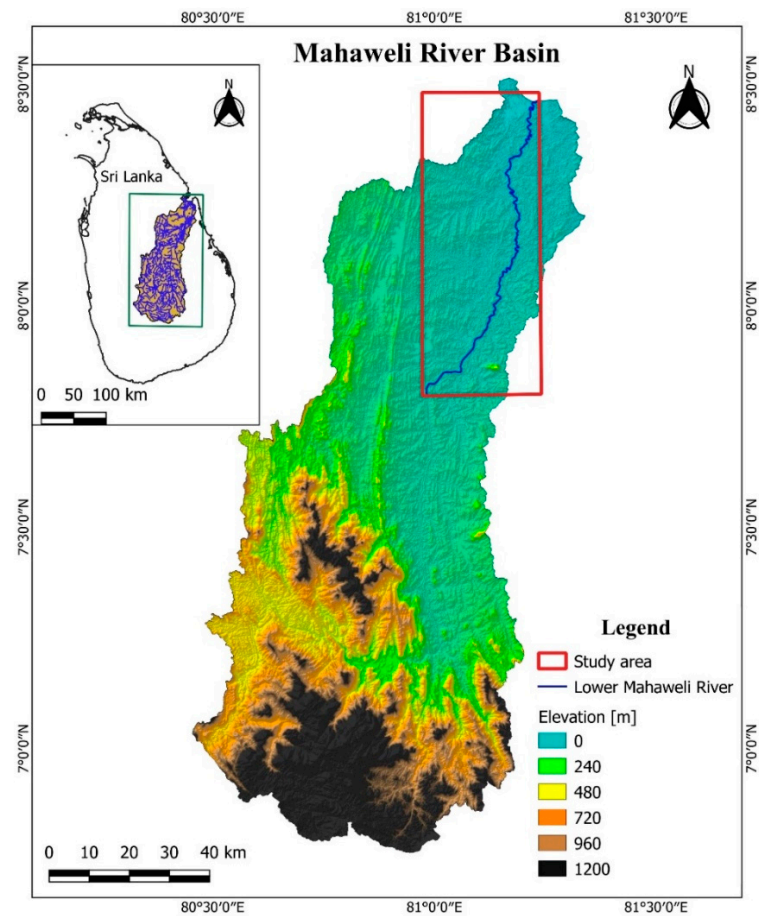 80°30'0"E 81°0'0"E 81°30'0"E
Mahaweli River Basin
N
N
Sri Lanka
0 50 100 km
8°30'0"N
8°0'0"N
7°30'0"N
7°0'0"N
8°30'0"N
8°0'0"N
7°30'0"N
7°0'0"N
Legend
Study area
Lower Mahaweli River
Elevation [m]
0
240
480
720
960
1200
0 10 20 30 40 km
80°30'0"E 81°0'0"E 81°30'0"E